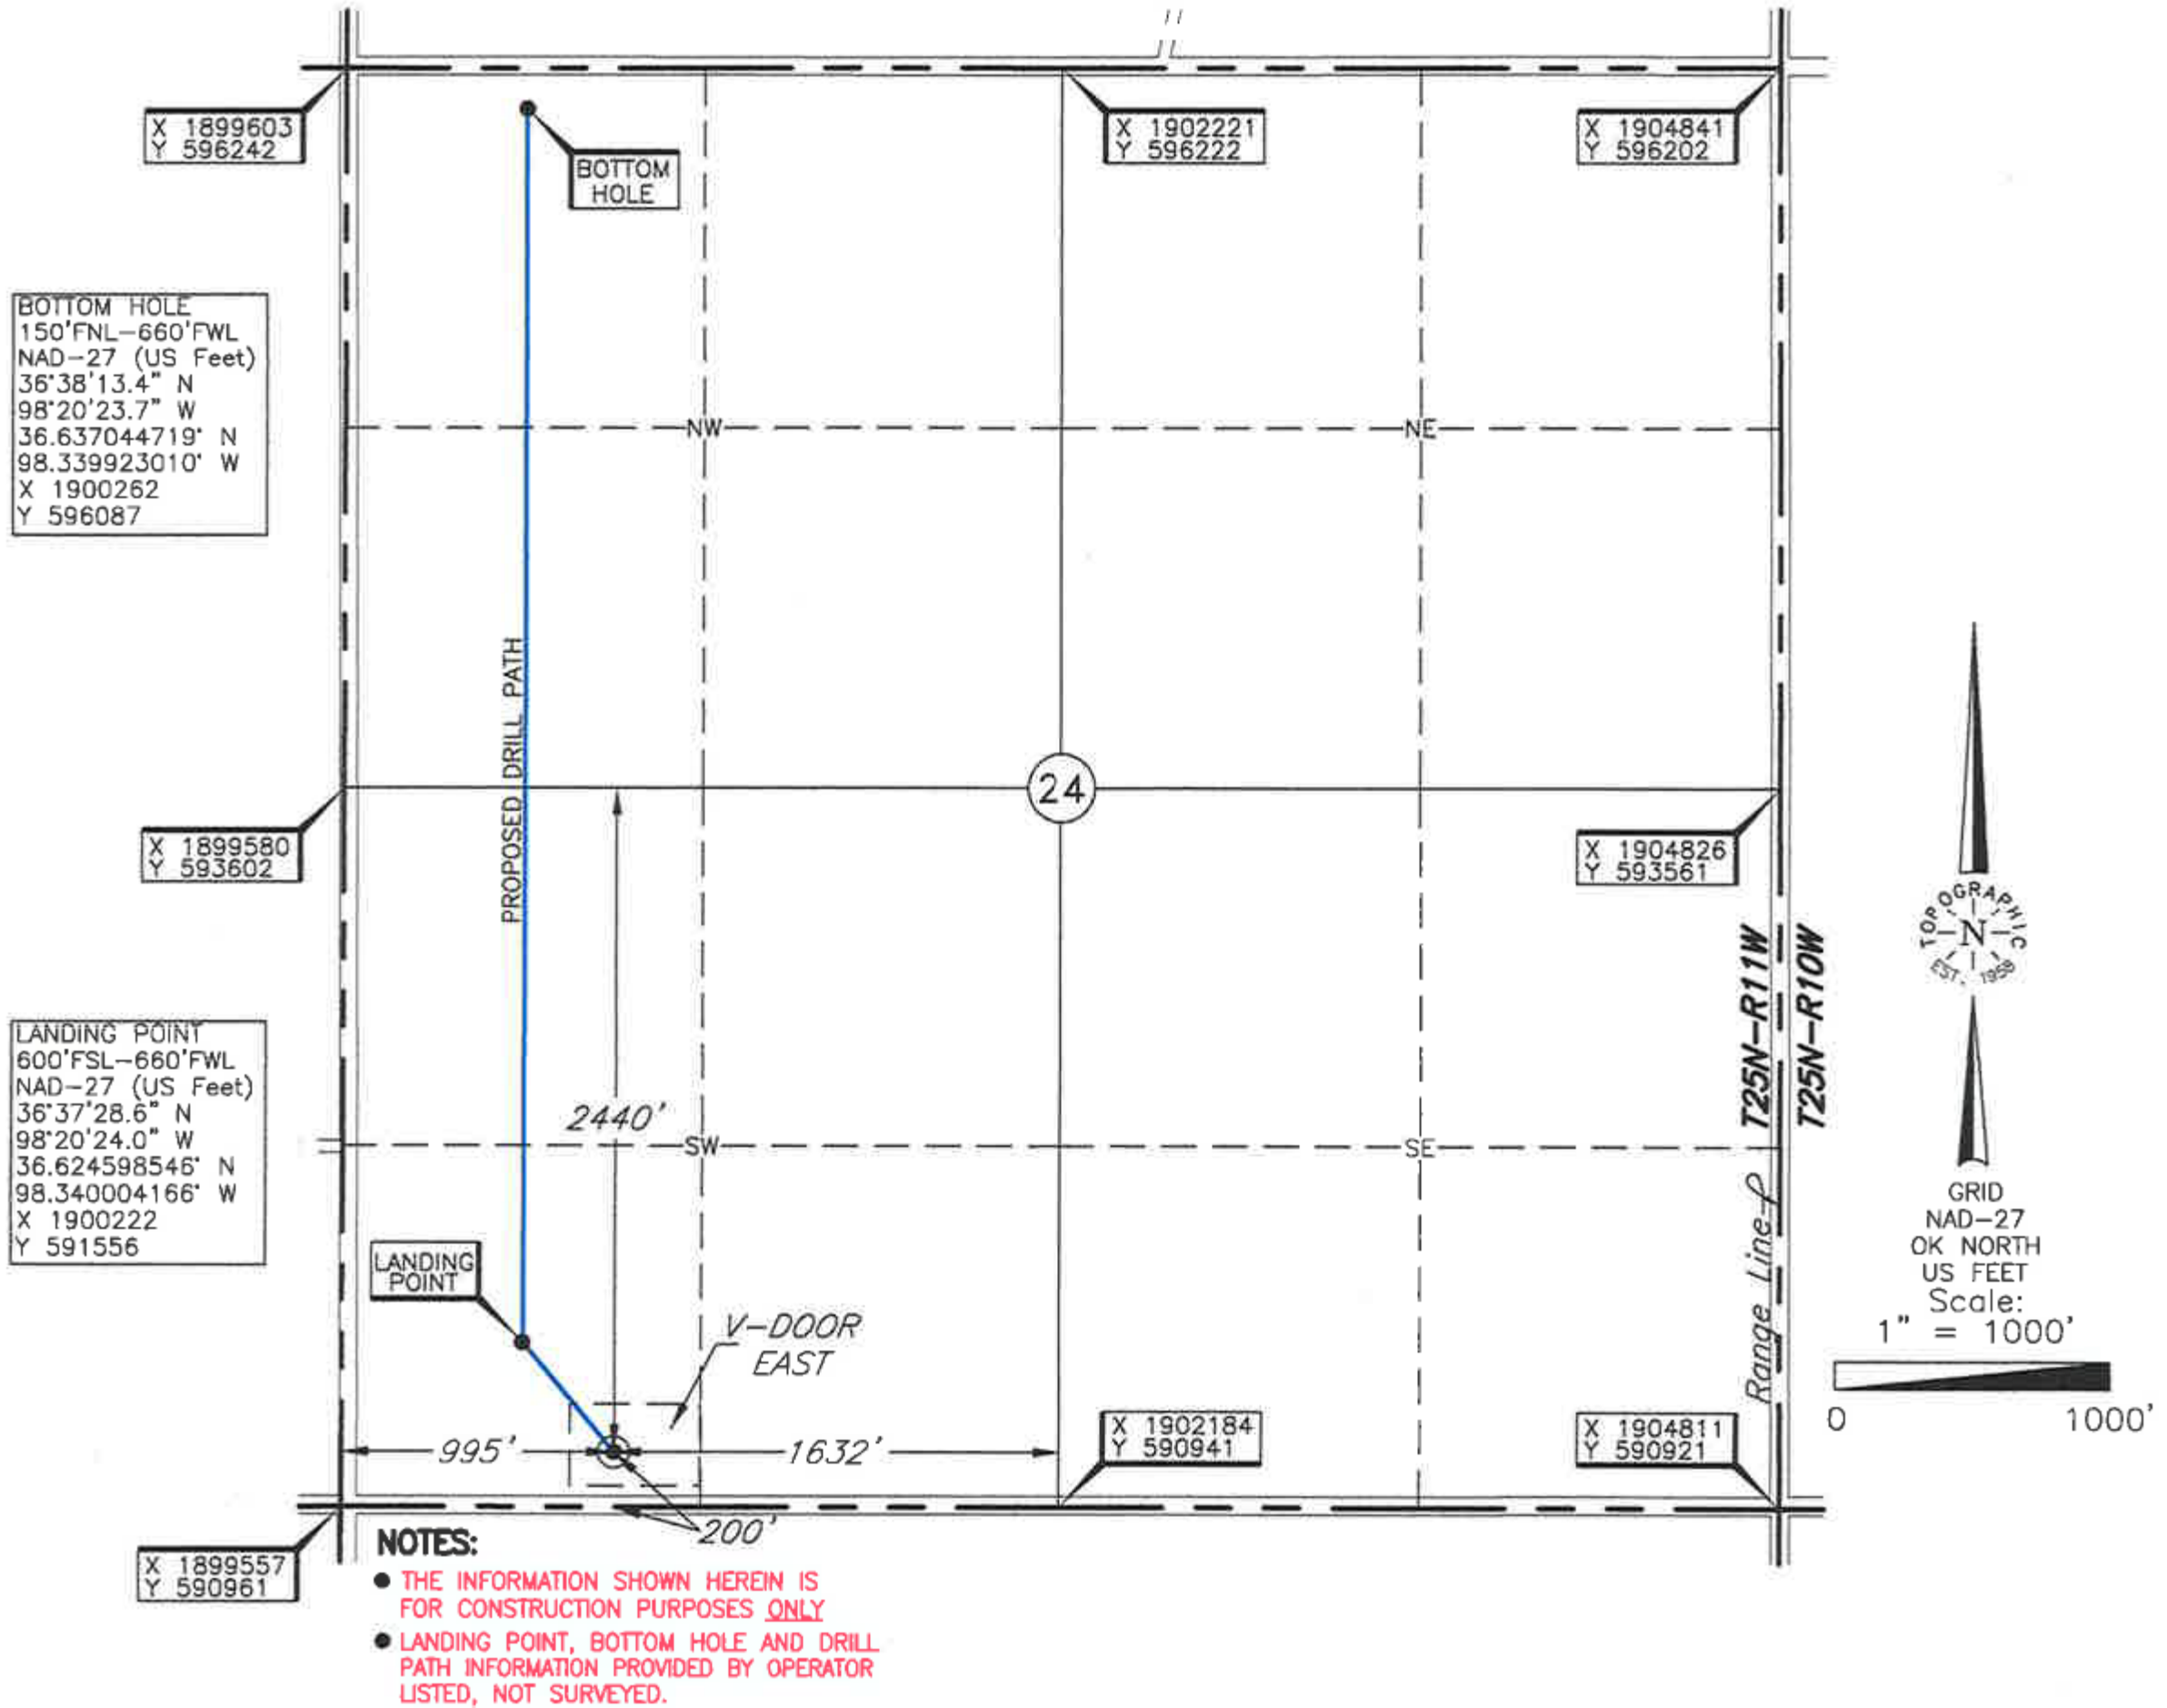 X 1899603
Y 596242
BOTTOM
HOLE
X 1902221
Y 596222
X 1904841
Y 596202
BOTTOM HOLE
150'FNL-660'FWL
NAD-27 (US Feet)
36°38'13.4" N
98°20'23.7" W
36.637044719° N
98.339923010° W
X 1900262
Y 596087
NW
NE
PROPOSED DRILL PATH
24
X 1899580
Y 593602
X 1904826
Y 593561
TOPOGRAPHIC
N
EST. 1958
T25N-R11W
T25N-R10W
LANDING POINT
600'FSL-660'FWL
NAD-27 (US Feet)
36°37'28.6" N
98°20'24.0" W
36.624598546° N
98.340004166° W
X 1900222
Y 591556
2440'
SW
SE
Range Line
GRID
NAD-27
OK NORTH
US FEET
Scale:
1" = 1000'
0 1000'
LANDING
POINT
V-DOOR
EAST
995'
1632'
X 1902184
Y 590941
X 1904811
Y 590921
200'
X 1899557
Y 590961
NOTES:
● THE INFORMATION SHOWN HEREIN IS
FOR CONSTRUCTION PURPOSES ONLY
● LANDING POINT, BOTTOM HOLE AND DRILL
PATH INFORMATION PROVIDED BY OPERATOR
LISTED, NOT SURVEYED.